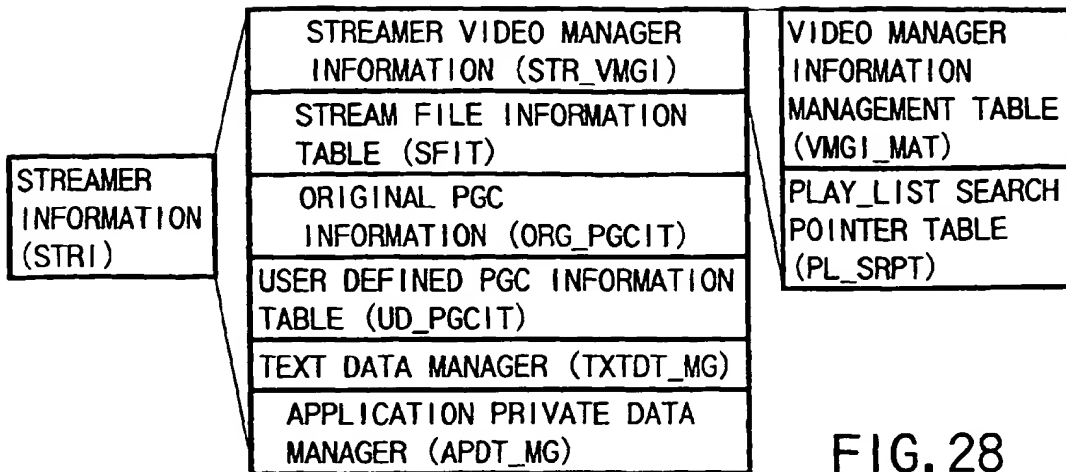 STREAMER
INFORMATION
(STRI)
STREAMER VIDEO MANAGER
INFORMATION (STR_VMGI)
STREAM FILE INFORMATION
TABLE (SFIT)
ORIGINAL PGC
INFORMATION (ORG_PGCIT)
USER DEFINED PGC INFORMATION
TABLE (UD_PGCIT)
TEXT DATA MANAGER (TXTDT_MG)
APPLICATION PRIVATE DATA
MANAGER (APDT_MG)
VIDEO MANAGER
INFORMATION
MANAGEMENT TABLE
(VMGI_MAT)
PLAY_LIST SEARCH
POINTER TABLE
(PL_SRPT)
FIG. 28